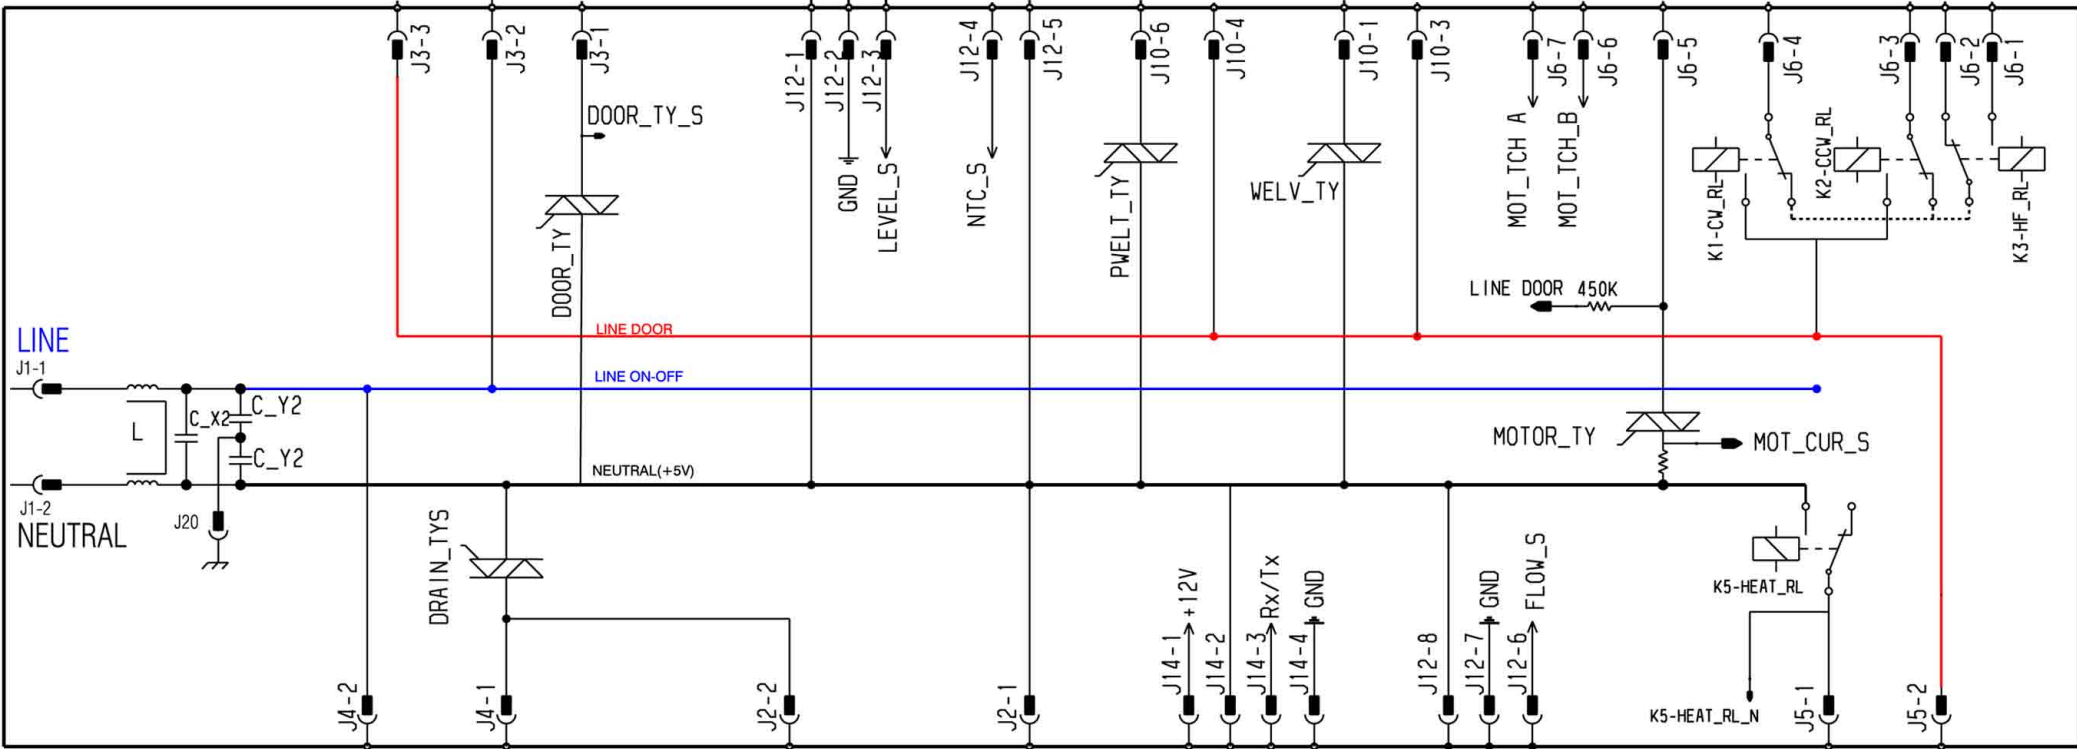 J3-3
J3-2
J3-1
J12-1
J12-2
J12-3
J12-4
J12-5
J10-6
J10-4
J10-1
J10-3
J6-7
J6-6
J6-5
J6-4
J6-3
J6-2
J6-1
DOOR_TY_S
DOOR_TY
GND
LEVEL_S
NTC_S
PWELT_TY
WELV_TY
MOT_TCH A
MOT_TCH_B
K1-CW_RL
K2-CCW_RL
K3-HF_RL
LINE DOOR 450K
LINE DOOR
LINE
J1-1
LINE ON-OFF
L
C_X2
C_Y2
C_Y2
MOTOR_TY
MOT_CUR_S
NEUTRAL(+5V)
J1-2
NEUTRAL
J20
DRAIN_TYS
+12V
Rx/Tx
GND
GND
FLOW_S
K5-HEAT_RL
K5-HEAT_RL_N
J4-2
J4-1
J2-2
J2-1
J14-1
J14-2
J14-3
J14-4
J12-8
J12-7
J12-6
J5-1
J5-2